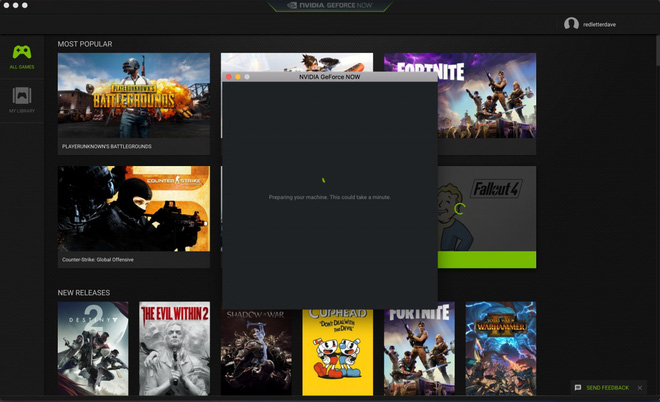 NVIDIA GEFORCE NOW
redletterdave
ALL GAMES
MY LIBRARY
MOST POPULAR
PLAYERUNKNOWN'S
BATTLEGROUNDS
PLAYERUNKNOWN'S BATTLEGROUNDS
FORTNITE
NVIDIA GeForce NOW
Preparing your machine. This could take a minute.
COUNTER STRIKE
Counter-Strike: Global Offensive
Fallout 4
NEW RELEASES
DESTINY 2
THE EVIL WITHIN 2
SHADOW OF WAR
CUPHEAD
"DON'T DEAL WITH
THE DEVIL"
FORTNITE
TOTAL WAR
WARHAMMER
SEND FEEDBACK